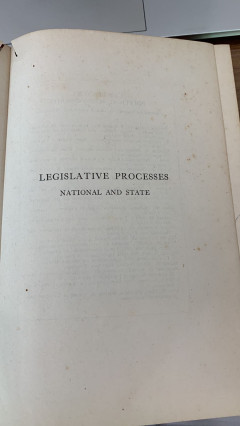 LEGISLATIVE PROCESSES
NATIONAL AND STATE